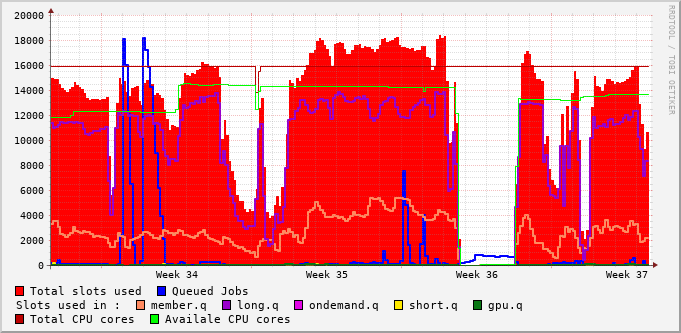 20000
18000
16000
14000
12000
10000
8000
6000
4000
2000
0
Week 34 Week 35 Week 36 Week 37
RRDTOOL / TOBI OETIKER
Total slots used Queued Jobs
Slots used in : member.q long.q ondemand.q short.q gpu.q
Total CPU cores Availale CPU cores